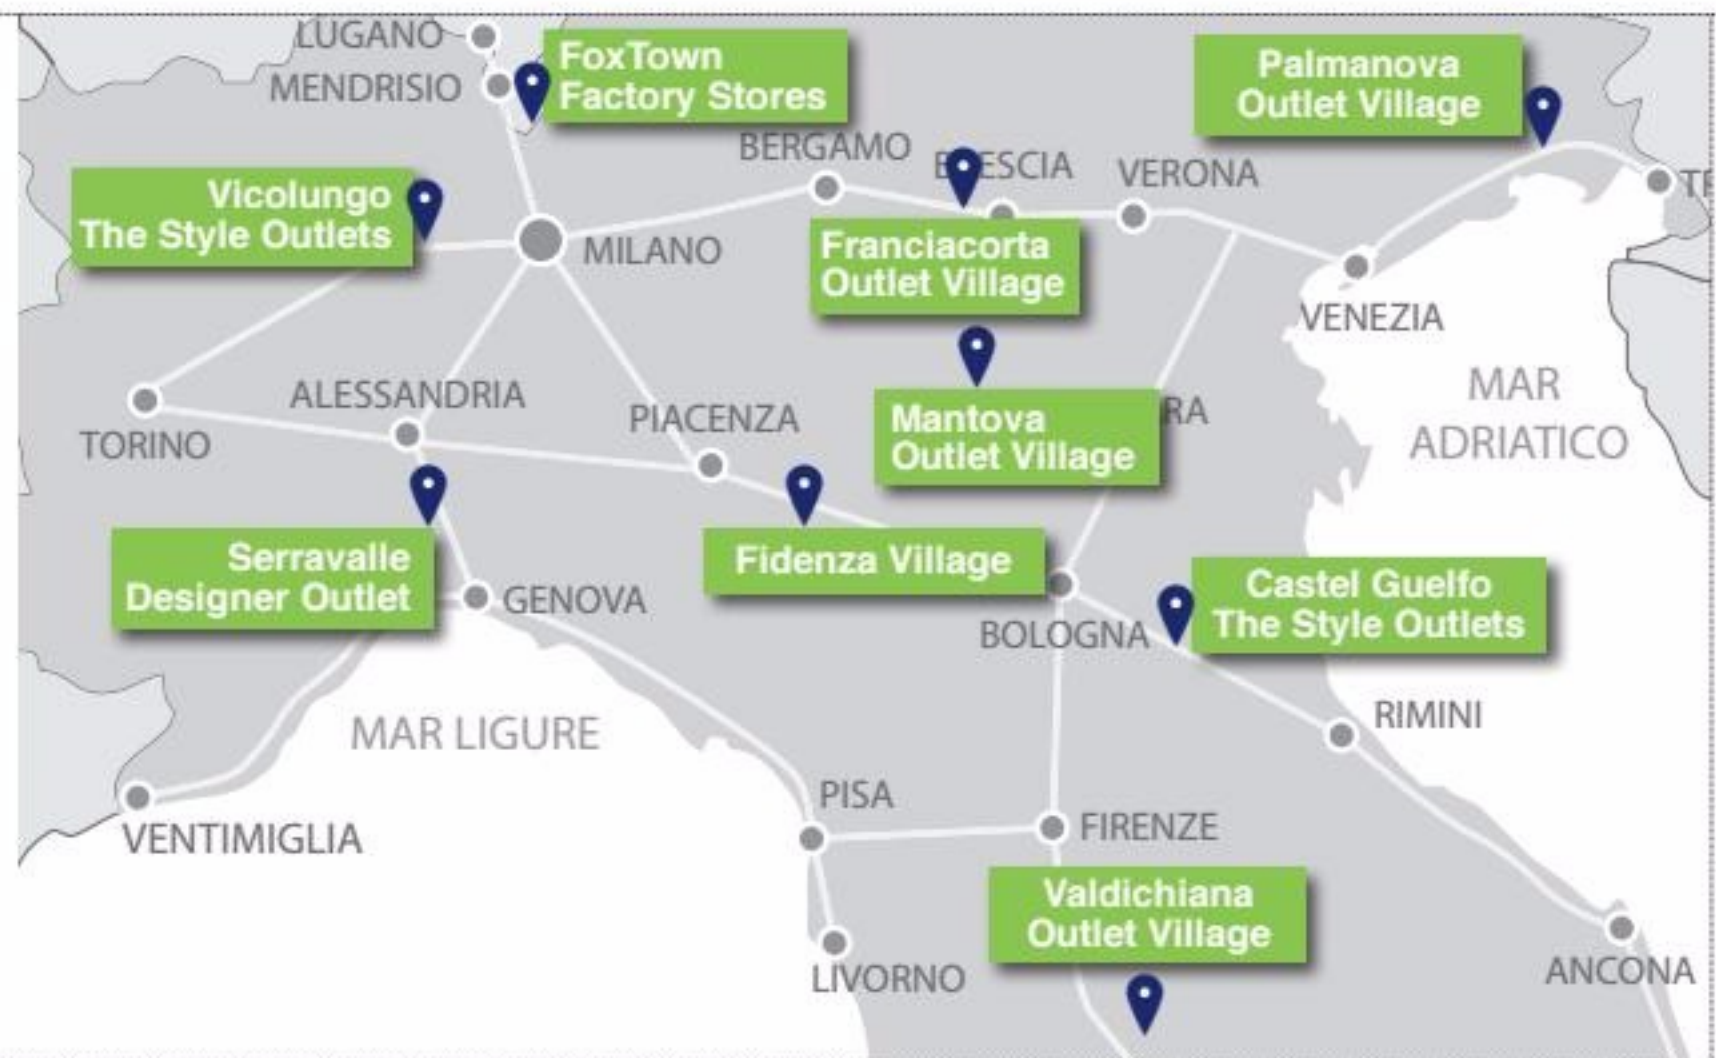 LUGANO
MENDRISIO
FoxTown
Factory Stores
Palmanova
Outlet Village
BERGAMO
VERONA
Vicolungo
The Style Outlets
MILANO
Franciacorta
Outlet Village
VENEZIA
MAR
ADRIATICO
ALESSANDRIA
PIACENZA
TORINO
Mantova
Outlet Village
Serravalle
Designer Outlet
Fidenza Village
GENOVA
BOLOGNA
Castel Guelfo
The Style Outlets
RIMINI
MAR LIGURE
PISA
VENTIMIGLIA
FIRENZE
Valdichiana
Outlet Village
LIVORNO
ANCONA